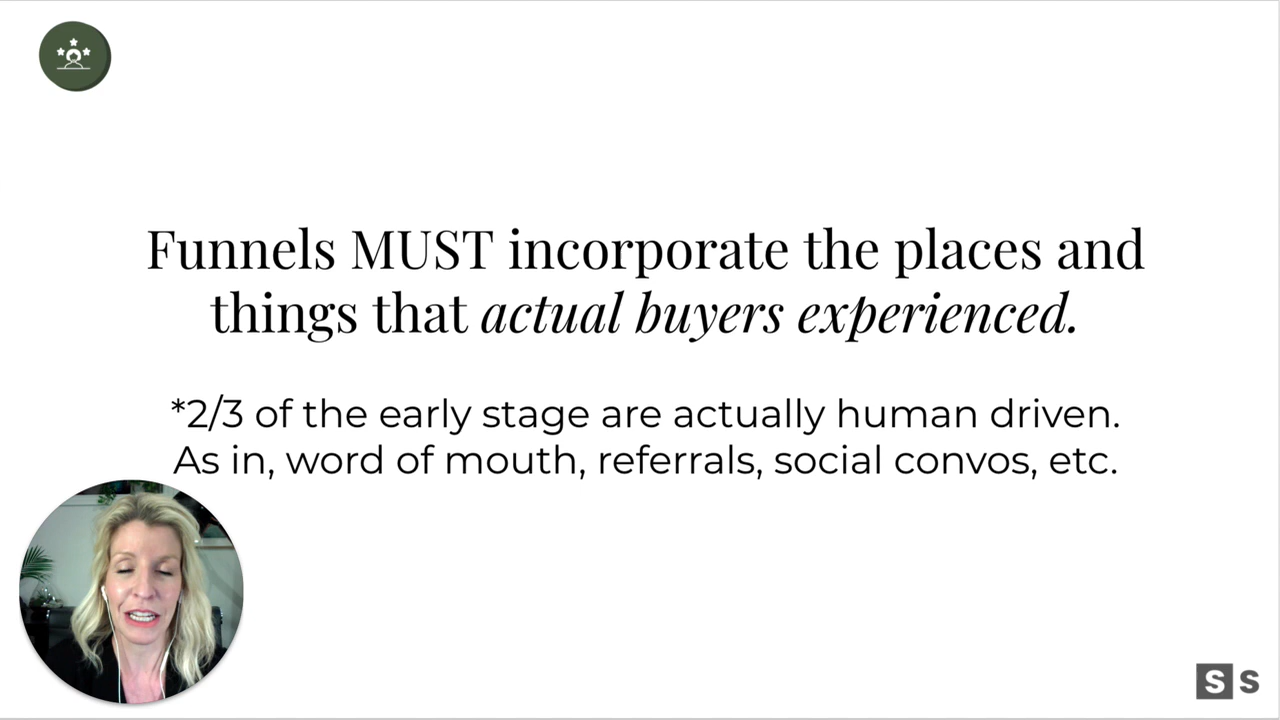 Funnels MUST incorporate the places and
things that actual buyers experienced.
*2/3 of the early stage are actually human driven.
As in, word of mouth, referrals, social convos, etc.
S S